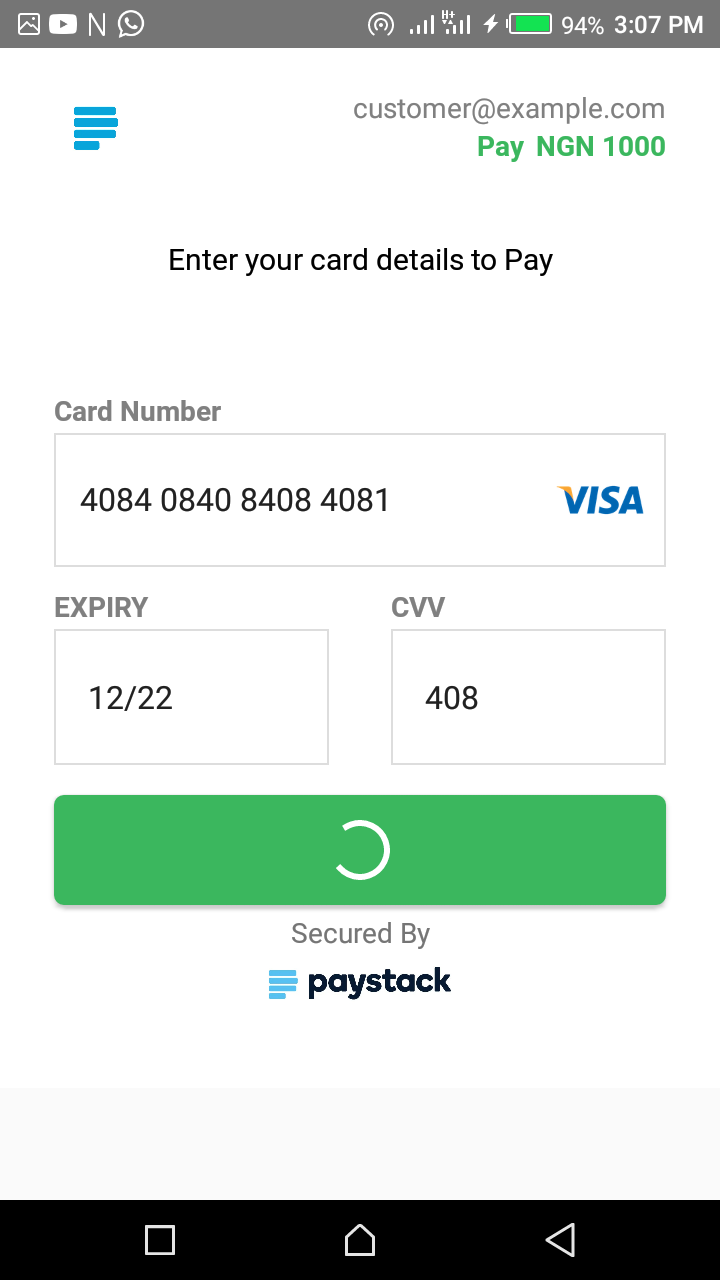 H+ 94% 3:07 PM
customer@example.com
Pay NGN 1000
Enter your card details to Pay
Card Number
4084 0840 8408 4081 VISA
EXPIRY CVV
12/22 408
Secured By
paystack